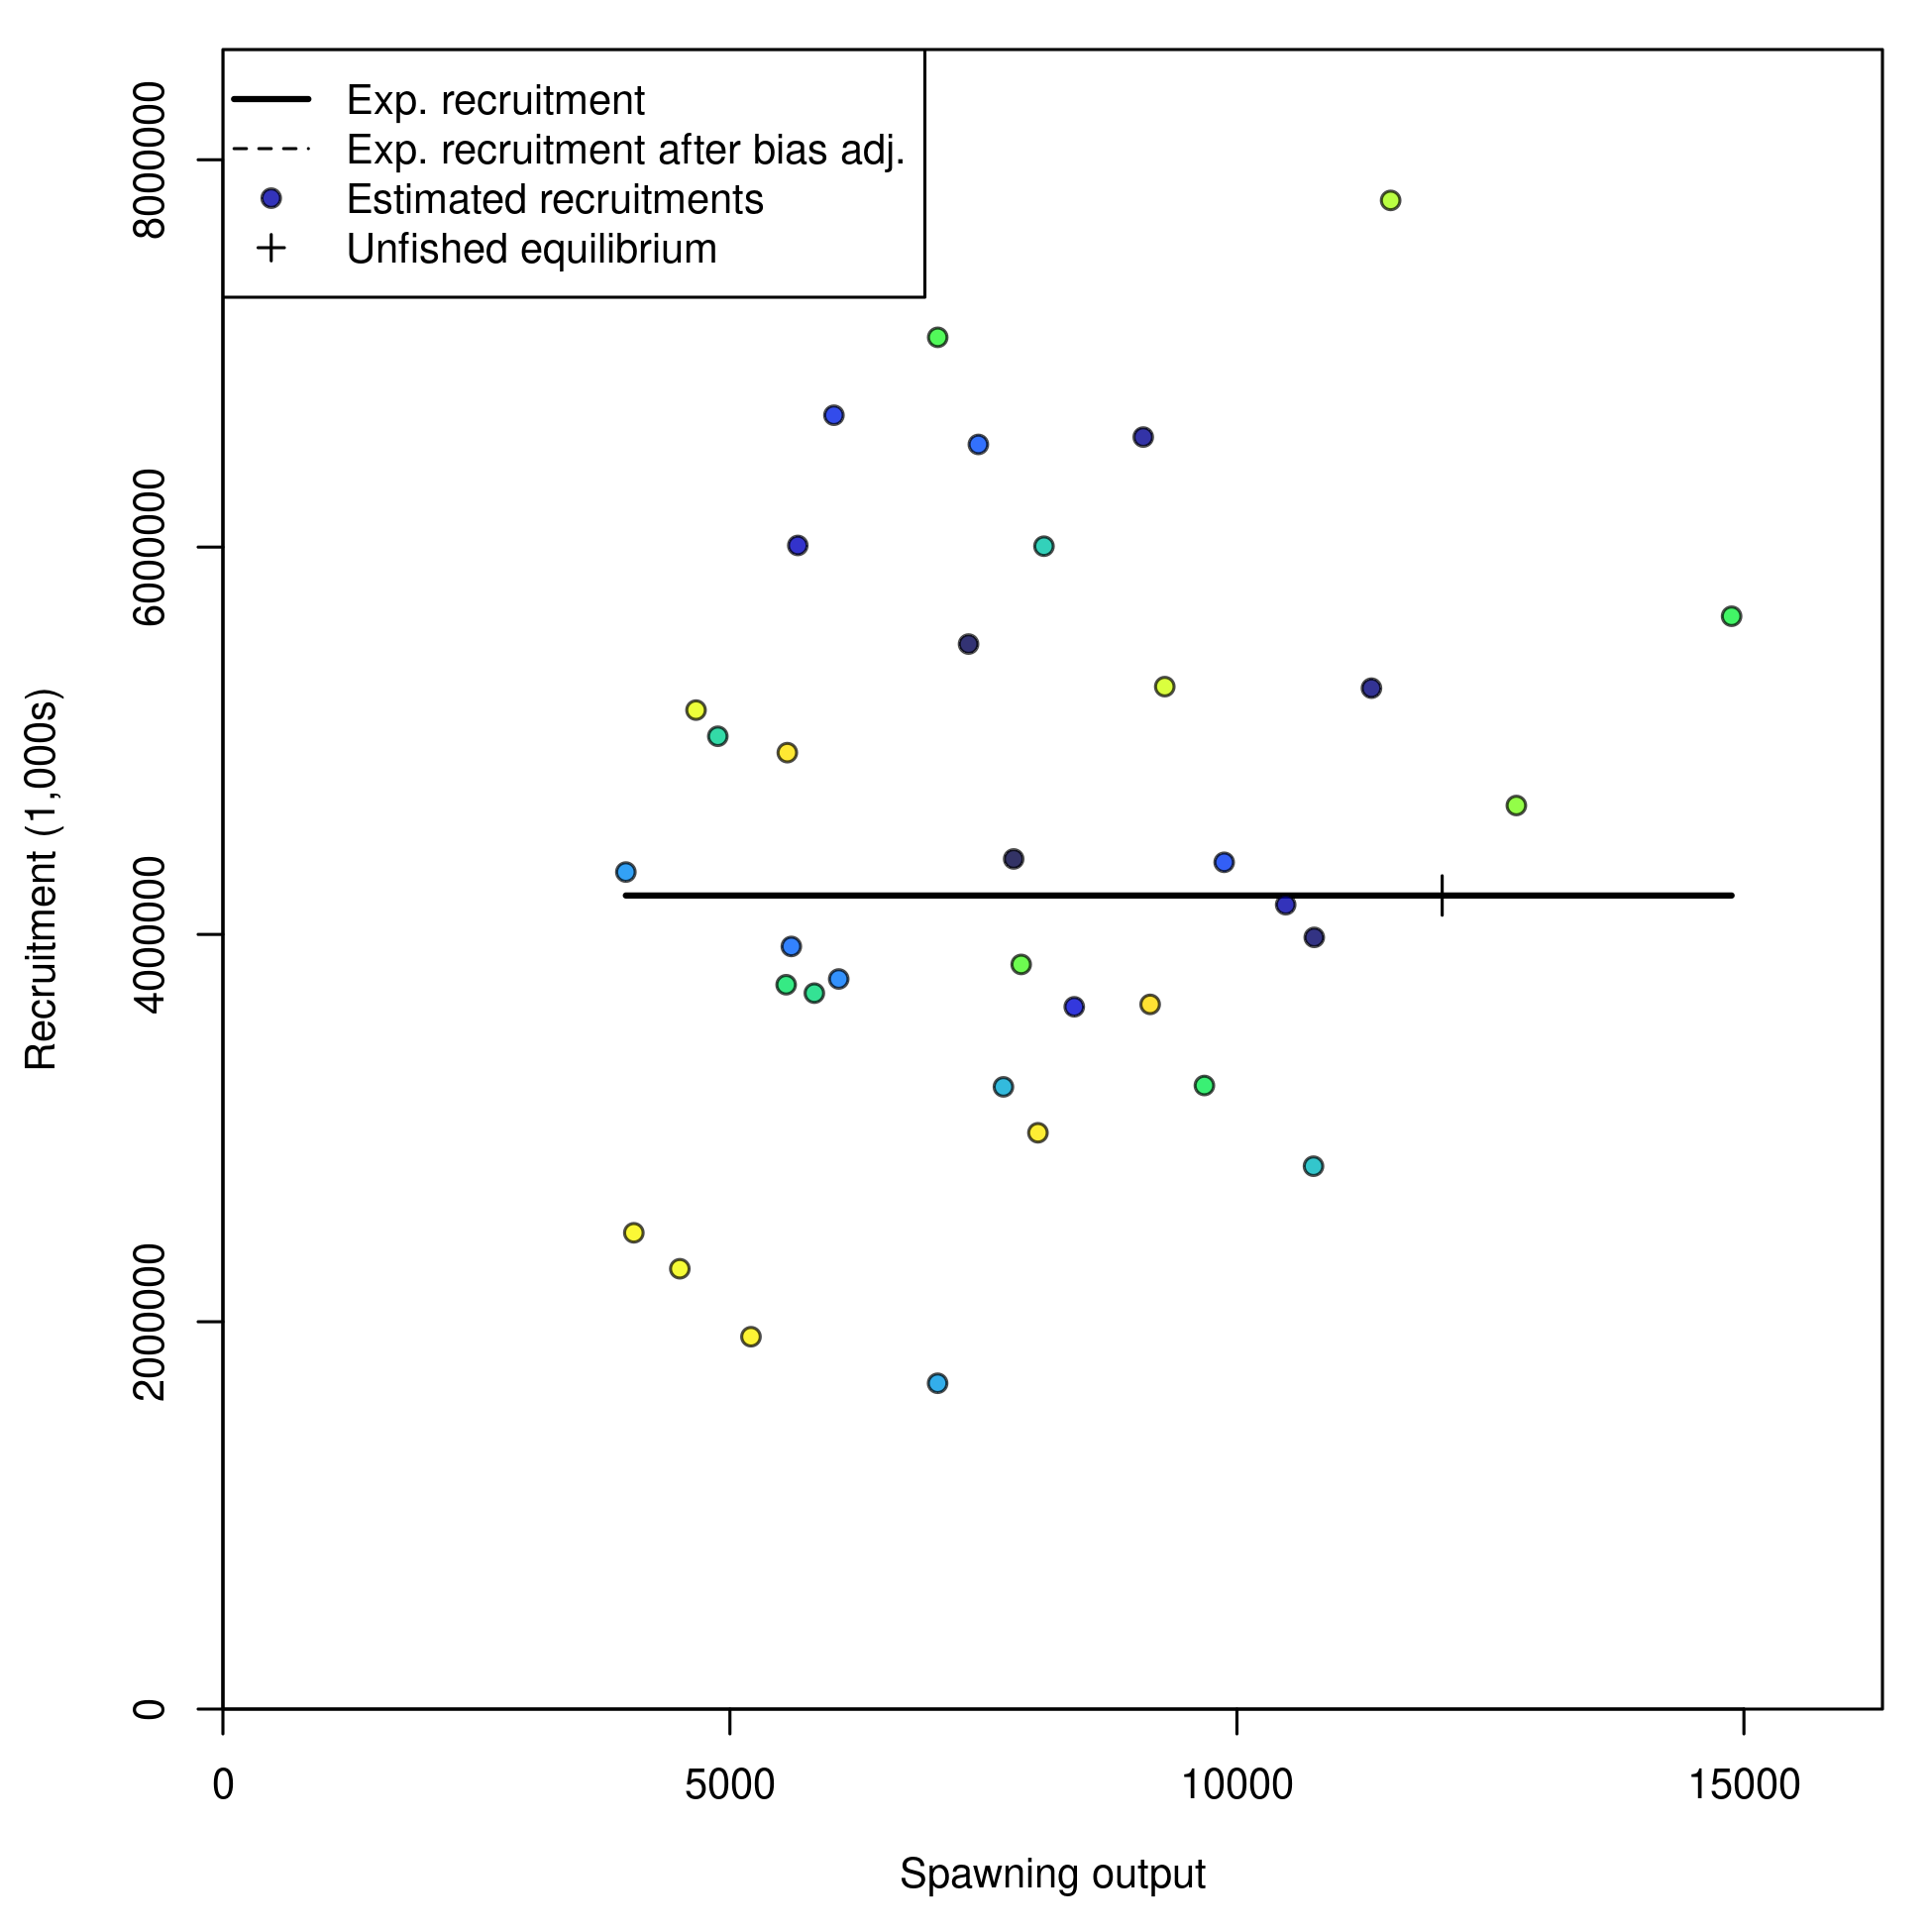 Exp. recruitment
Exp. recruitment after bias adj.
Estimated recruitments
Unfished equilibrium
8000000
6000000
4000000
2000000
0
Recruitment (1,000s)
0 5000 10000 15000
Spawning output